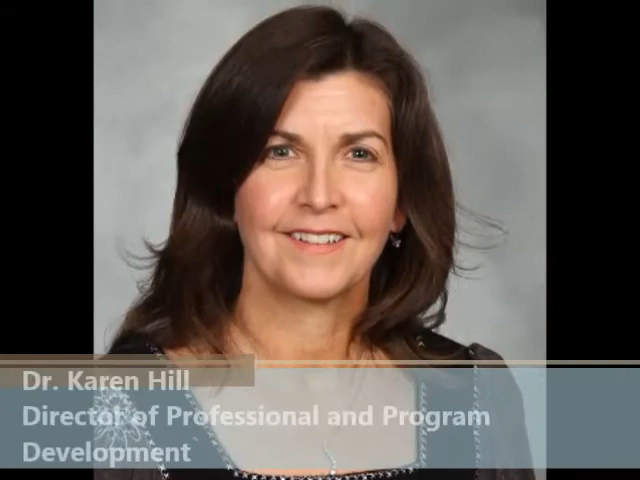 Dr. Karen Hill
Director of Professional and Program
Development